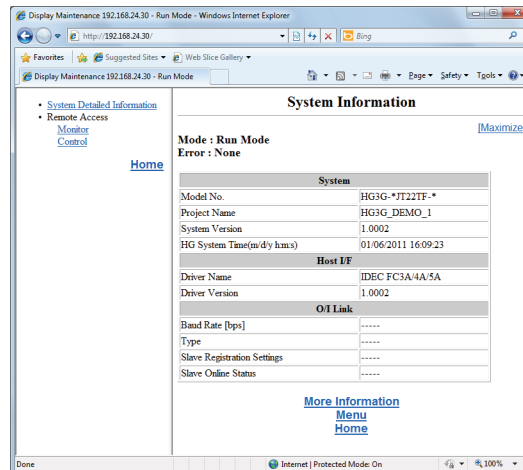 Display Maintenance 192.168.24.30 - Run Mode - Windows Internet Explorer
http://192.168.24.30/
Bing
Favorites Suggested Sites Web Slice Gallery
Display Maintenance 192.168.24.30 - Run Mode
Page Safety Tools
System Detailed Information
Remote Access
Monitor
Control
Home
System Information
[Maximize
Mode : Run Mode
Error : None
System
Model No. HG3G-*JT22TF-*
Project Name HG3G_DEMO_1
System Version 1.0002
HG System Time(m/d/y h:m:s) 01/06/2011 16:09:23
Host I/F
Driver Name IDEC FC3A/4A/5A
Driver Version 1.0002
O/I Link
Baud Rate [bps] -----
Type -----
Slave Registration Settings -----
Slave Online Status -----
More Information
Menu
Home
Done Internet | Protected Mode: On 100%